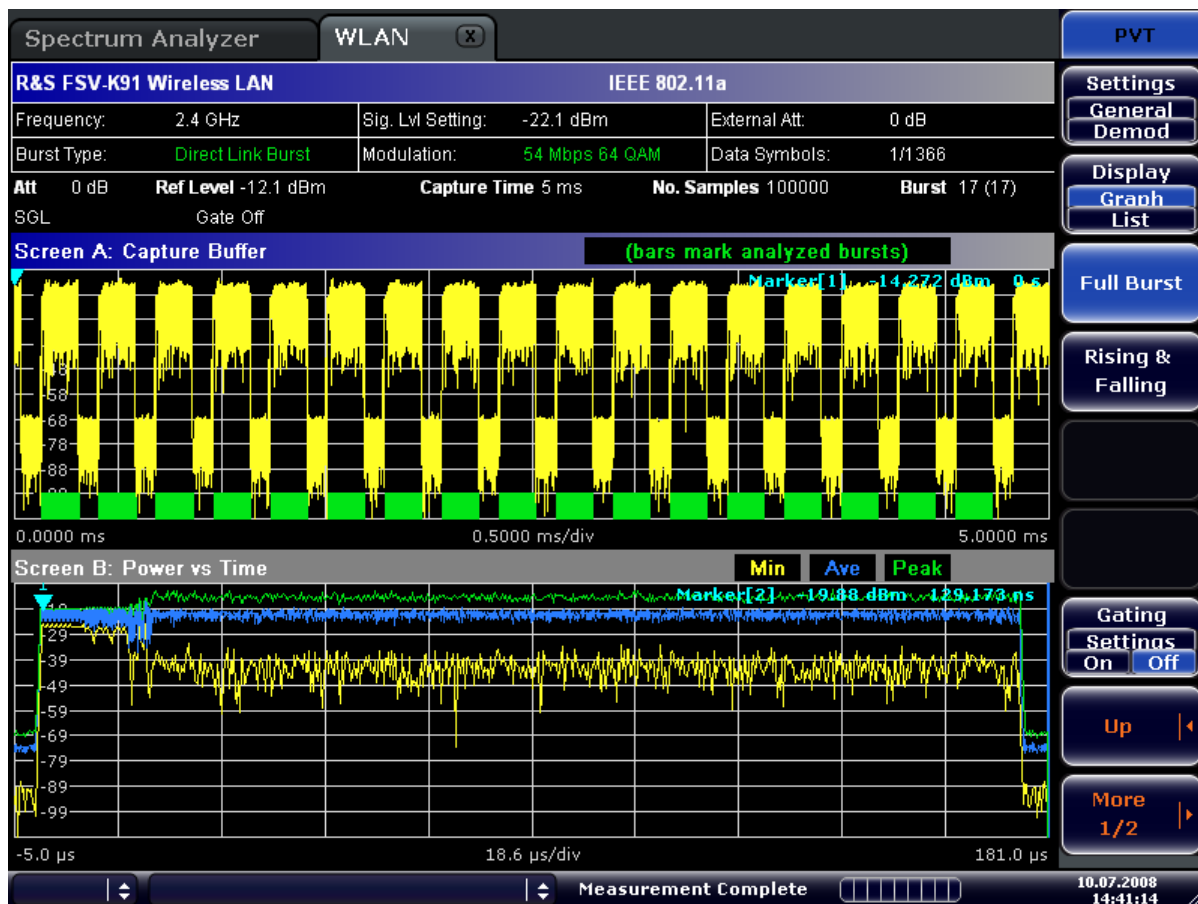 Spectrum Analyzer WLAN X
R&S FSV-K91 Wireless LAN IEEE 802.11a
Frequency: 2.4 GHz Sig. Lvl Setting: -22.1 dBm External Att: 0 dB
Burst Type: Direct Link Burst Modulation: 54 Mbps 64 QAM Data Symbols: 1/1366
Att 0 dB Ref Level -12.1 dBm Capture Time 5 ms No. Samples 100000 Burst 17 (17)
SGL Gate Off
Screen A: Capture Buffer (bars mark analyzed bursts)
Marker[1] -14.272 dBm 0 s
-58
-68
-78
-88
0.0000 ms 0.5000 ms/div 5.0000 ms
Screen B: Power vs Time Min Ave Peak
1
Marker[2] -19.88 dBm 129.173 ns
-29
-39
-49
-59
-69
-79
-89
-99
-5.0 µs 18.6 µs/div 181.0 µs
Measurement Complete
10.07.2008
14:41:14
PVT
Settings
General
Demod
Display
Graph
List
Full Burst
Rising &
Falling
Gating
Settings
On Off
Up
More
1/2